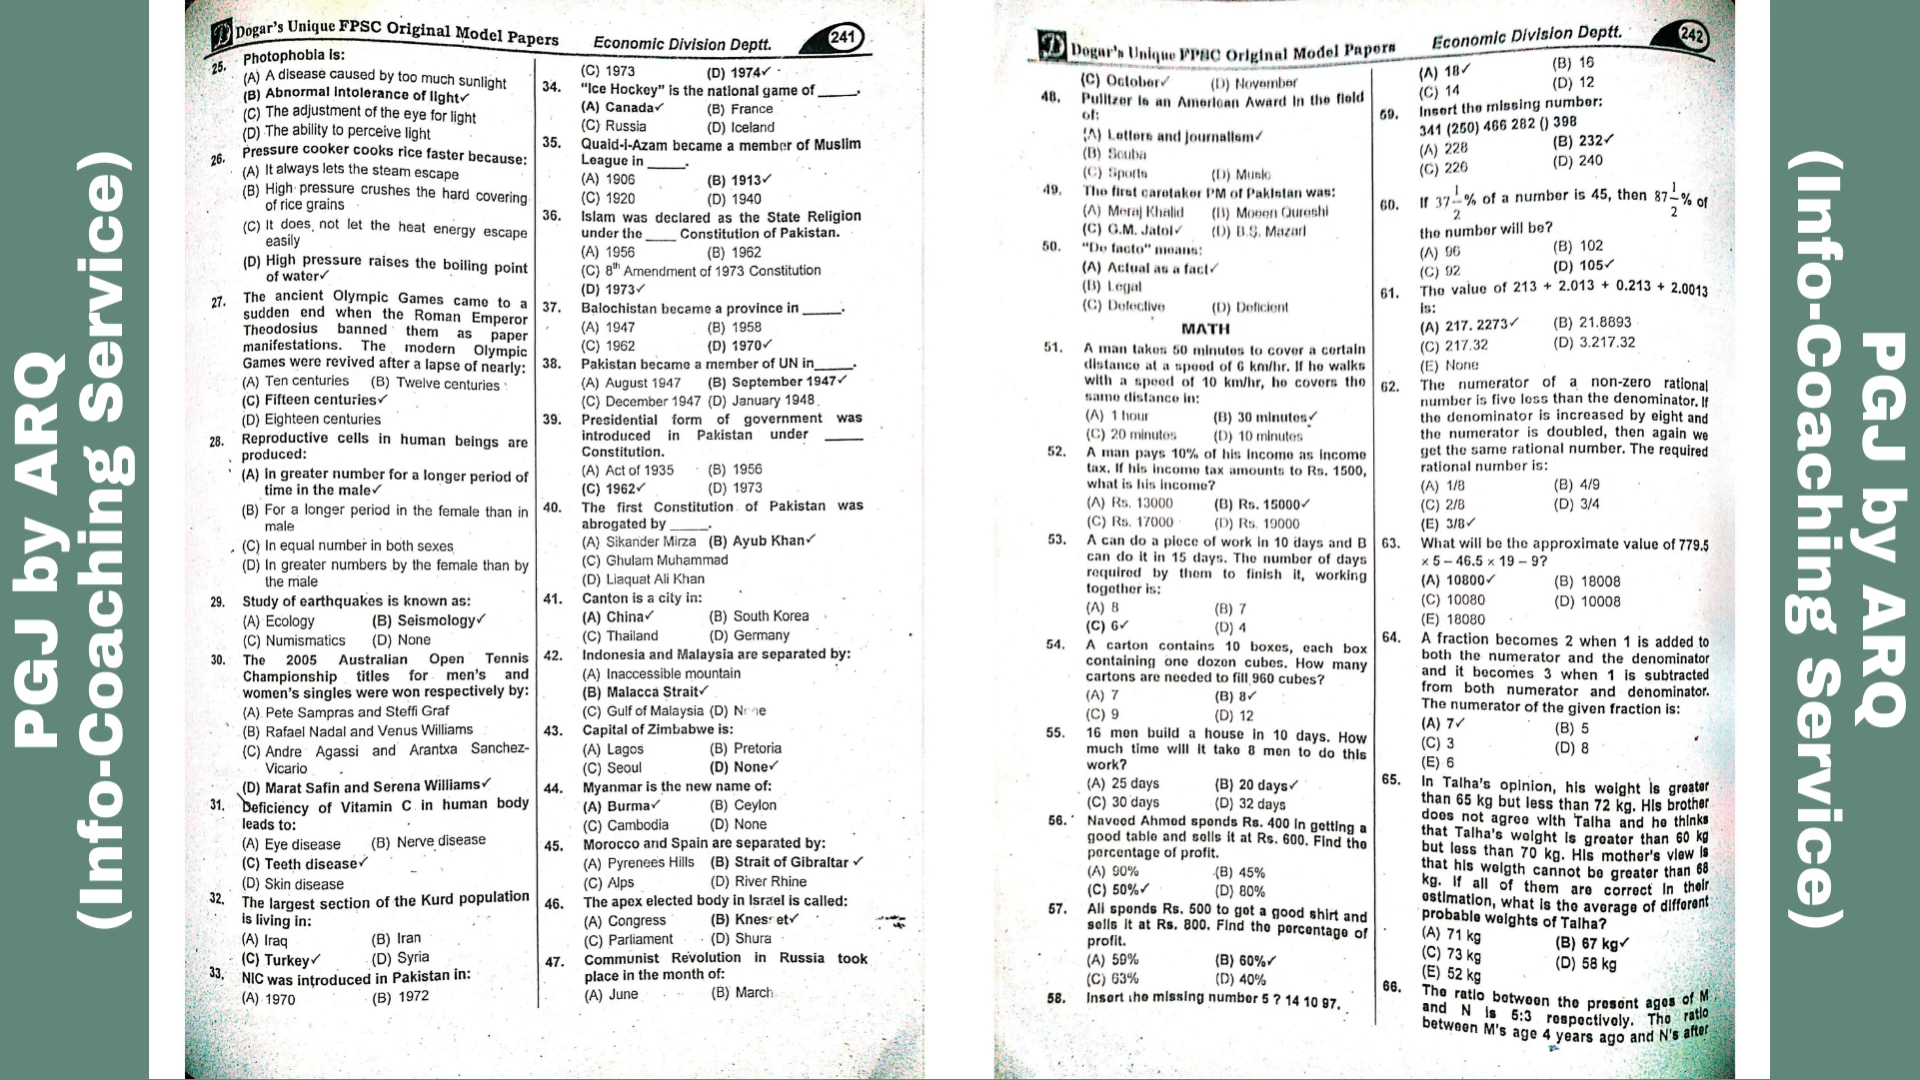 PGJ by ARQ
(Info-Coaching Service)
Dogar's Unique FPSC Original Model Papers
Economic Division Deptt.
241
25. Photophobia is:
(A) A disease caused by too much sunlight
(B) Abnormal intolerance of light✓
(C) The adjustment of the eye for light
(D) The ability to perceive light
26. Pressure cooker cooks rice faster because:
(A) It always lets the steam escape
(B) High pressure crushes the hard covering
of rice grains
(C) It does not let the heat energy escape
easily
(D) High pressure raises the boiling point
of water✓
27. The ancient Olympic Games came to a
sudden end when the Roman Emperor
Theodosius banned them as paper
manifestations. The modern Olympic
Games were revived after a lapse of nearly:
(A) Ten centuries (B) Twelve centuries
(C) Fifteen centuries✓
(D) Eighteen centuries
28. Reproductive cells in human beings are
produced:
(A) In greater number for a longer period of
time in the male✓
(B) For a longer period in the female than in
male
(C) In equal number in both sexes
(D) In greater numbers by the female than by
the male
29. Study of earthquakes is known as:
(A) Ecology (B) Seismology✓
(C) Numismatics (D) None
30. The 2005 Australian Open Tennis
Championship titles for men's and
women's singles were won respectively by:
(A) Pete Sampras and Steffi Graf
(B) Rafael Nadal and Venus Williams
(C) Andre Agassi and Arantxa Sanchez-
Vicario
(D) Marat Safin and Serena Williams✓
31. Deficiency of Vitamin C in human body
leads to:
(A) Eye disease (B) Nerve disease
(C) Teeth disease✓
(D) Skin disease
32. The largest section of the Kurd population
is living in:
(A) Iraq (B) Iran
(C) Turkey✓ (D) Syria
33. NIC was introduced in Pakistan in:
(A) 1970 (B) 1972
(C) 1973 (D) 1974✓
34. "Ice Hockey" is the national game of _____.
(A) Canada✓ (B) France
(C) Russia (D) Iceland
35. Quaid-i-Azam became a member of Muslim
League in _____.
(A) 1906 (B) 1913✓
(C) 1920 (D) 1940
36. Islam was declared as the State Religion
under the ____ Constitution of Pakistan.
(A) 1956 (B) 1962
(C) 8th Amendment of 1973 Constitution
(D) 1973✓
37. Balochistan became a province in _____.
(A) 1947 (B) 1958
(C) 1962 (D) 1970✓
38. Pakistan became a member of UN in_____.
(A) August 1947 (B) September 1947✓
(C) December 1947 (D) January 1948
39. Presidential form of government was
introduced in Pakistan under _____
Constitution.
(A) Act of 1935 (B) 1956
(C) 1962✓ (D) 1973
40. The first Constitution of Pakistan was
abrogated by _____.
(A) Sikander Mirza (B) Ayub Khan✓
(C) Ghulam Muhammad
(D) Liaquat Ali Khan
41. Canton is a city in:
(A) China✓ (B) South Korea
(C) Thailand (D) Germany
42. Indonesia and Malaysia are separated by:
(A) Inaccessible mountain
(B) Malacca Strait✓
(C) Gulf of Malaysia (D) None
43. Capital of Zimbabwe is:
(A) Lagos (B) Pretoria
(C) Seoul (D) None✓
44. Myanmar is the new name of:
(A) Burma✓ (B) Ceylon
(C) Cambodia (D) None
45. Morocco and Spain are separated by:
(A) Pyrenees Hills (B) Strait of Gibraltar ✓
(C) Alps (D) River Rhine
46. The apex elected body in Israel is called:
(A) Congress (B) Knesset✓
(C) Parliament (D) Shura
47. Communist Revolution in Russia took
place in the month of:
(A) June (B) March
Dogar's Unique FPSC Original Model Papers
Economic Division Deptt.
242
(C) October✓ (D) November
48. Pulitzer is an American Award in the field
of:
(A) Letters and journalism✓
(B) Scuba
(C) Sports (D) Music
49. The first caretaker PM of Pakistan was:
(A) Meraj Khalid (B) Moeen Qureshi
(C) G.M. Jatoi✓ (D) B.S. Mazari
50. "De facto" means:
(A) Actual as a fact✓
(B) Legal
(C) Defective (D) Deficient
MATH
51. A man takes 50 minutes to cover a certain
distance at a speed of 6 km/hr. If he walks
with a speed of 10 km/hr, he covers the
same distance in:
(A) 1 hour (B) 30 minutes✓
(C) 20 minutes (D) 10 minutes
52. A man pays 10% of his income as income
tax. If his income tax amounts to Rs. 1500,
what is his income?
(A) Rs. 13000 (B) Rs. 15000✓
(C) Rs. 17000 (D) Rs. 19000
53. A can do a piece of work in 10 days and B
can do it in 15 days. The number of days
required by them to finish it, working
together is:
(A) 8 (B) 7
(C) 6✓ (D) 4
54. A carton contains 10 boxes, each box
containing one dozen cubes. How many
cartons are needed to fill 960 cubes?
(A) 7 (B) 8✓
(C) 9 (D) 12
55. 16 men build a house in 10 days. How
much time will it take 8 men to do this
work?
(A) 25 days (B) 20 days✓
(C) 30 days (D) 32 days
56. Naveed Ahmed spends Rs. 400 in getting a
good table and sells it at Rs. 600. Find the
percentage of profit.
(A) 90% (B) 45%
(C) 50%✓ (D) 80%
57. Ali spends Rs. 500 to get a good shirt and
sells it at Rs. 800. Find the percentage of
profit.
(A) 59% (B) 60%✓
(C) 63% (D) 40%
58. Insert the missing number 5 ? 14 10 97.
(A) 18✓ (B) 16
(C) 14 (D) 12
59. Insert the missing number:
341 (250) 466 282 () 398
(A) 228 (B) 232✓
(C) 226 (D) 240
60. If 37 1/2 % of a number is 45, then 87 1/2 % of
the number will be?
(A) 96 (B) 102
(C) 92 (D) 105✓
61. The value of 213 + 2.013 + 0.213 + 2.0013
is:
(A) 217. 2273✓ (B) 21.8893
(C) 217.32 (D) 3.217.32
(E) None
62. The numerator of a non-zero rational
number is five less than the denominator. If
the denominator is increased by eight and
the numerator is doubled, then again we
get the same rational number. The required
rational number is:
(A) 1/8 (B) 4/9
(C) 2/8 (D) 3/4
(E) 3/8✓
63. What will be the approximate value of 779.5
× 5 – 46.5 × 19 – 9?
(A) 10800✓ (B) 18008
(C) 10080 (D) 10008
(E) 18080
64. A fraction becomes 2 when 1 is added to
both the numerator and the denominator
and it becomes 3 when 1 is subtracted
from both numerator and denominator.
The numerator of the given fraction is:
(A) 7✓ (B) 5
(C) 3 (D) 8
(E) 6
65. In Talha's opinion, his weight is greater
than 65 kg but less than 72 kg. His brother
does not agree with Talha and he thinks
that Talha's weight is greater than 60 kg
but less than 70 kg. His mother's view is
that his weigth cannot be greater than 68
kg. If all of them are correct in their
estimation, what is the average of different
probable weights of Talha?
(A) 71 kg (B) 67 kg✓
(C) 73 kg (D) 58 kg
(E) 52 kg
66. The ratio between the present ages of M
and N is 5:3 respectively. The ratio
between M's age 4 years ago and N's after
PGJ by ARQ
(Info-Coaching Service)